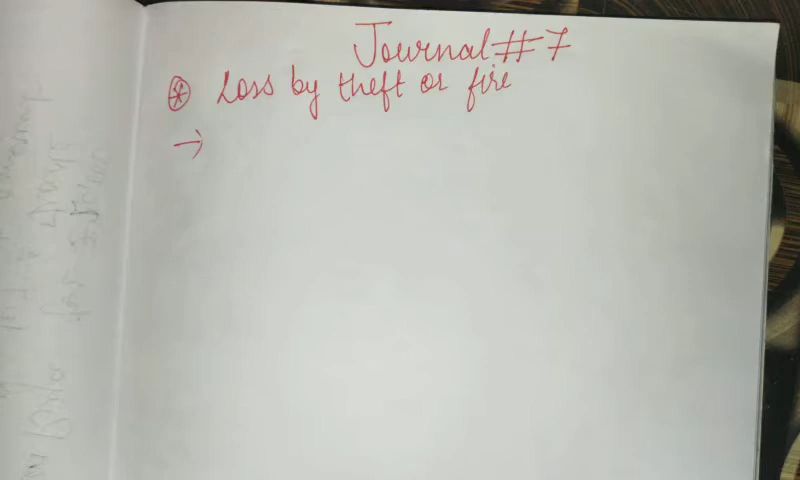 Journal # 7
⊛ Loss by theft or fire
→